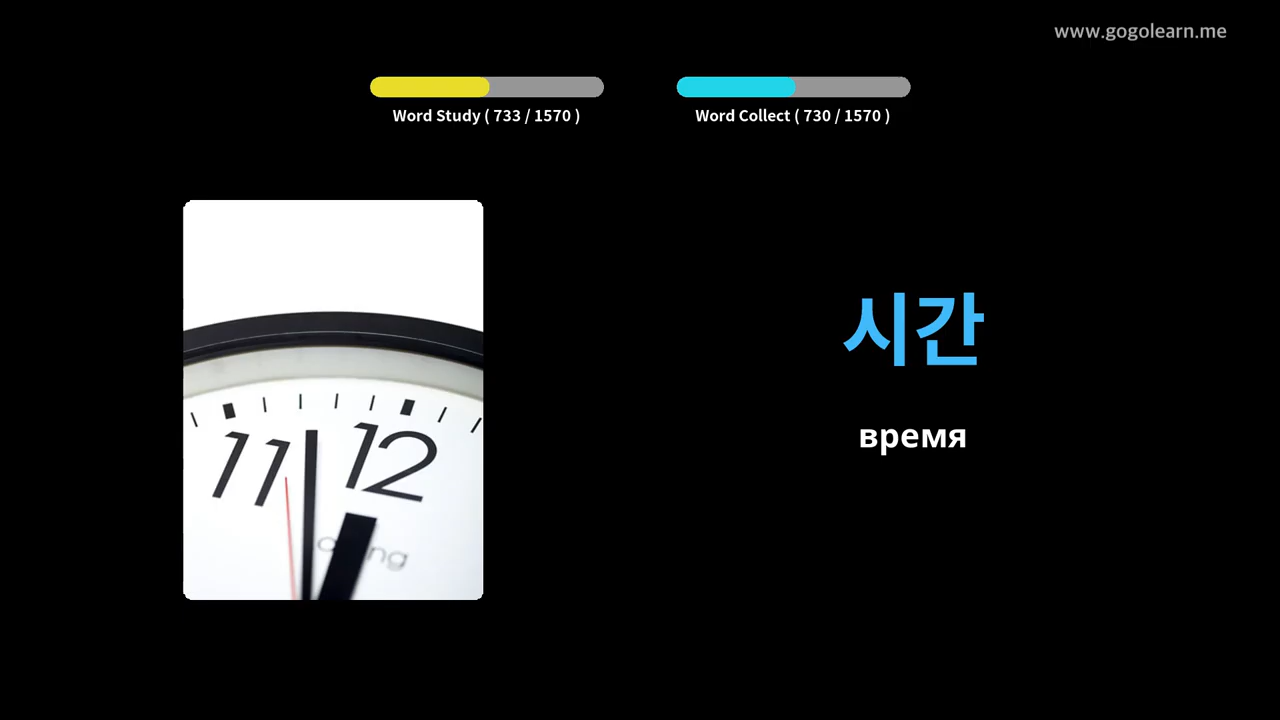 www.gogolearn.me
Word Study ( 733 / 1570 )
Word Collect ( 730 / 1570 )
11
12
시간
время